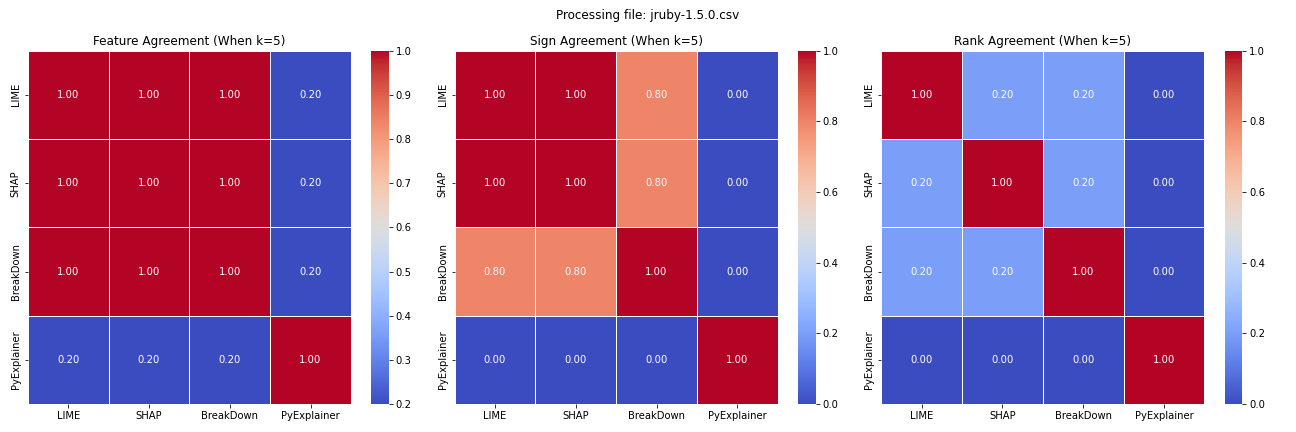 Processing file: jruby-1.5.0.csv
Feature Agreement (When k=5)
LIME
1.00 1.00 1.00 0.20
SHAP
1.00 1.00 1.00 0.20
BreakDown
1.00 1.00 1.00 0.20
PyExplainer
0.20 0.20 0.20 1.00
LIME SHAP BreakDown PyExplainer
1.0
0.9
0.8
0.7
0.6
0.5
0.4
0.3
0.2
Sign Agreement (When k=5)
LIME
1.00 1.00 0.80 0.00
SHAP
1.00 1.00 0.80 0.00
BreakDown
0.80 0.80 1.00 0.00
PyExplainer
0.00 0.00 0.00 1.00
LIME SHAP BreakDown PyExplainer
1.0
0.8
0.6
0.4
0.2
0.0
Rank Agreement (When k=5)
LIME
1.00 0.20 0.20 0.00
SHAP
0.20 1.00 0.20 0.00
BreakDown
0.20 0.20 1.00 0.00
PyExplainer
0.00 0.00 0.00 1.00
LIME SHAP BreakDown PyExplainer
1.0
0.8
0.6
0.4
0.2
0.0